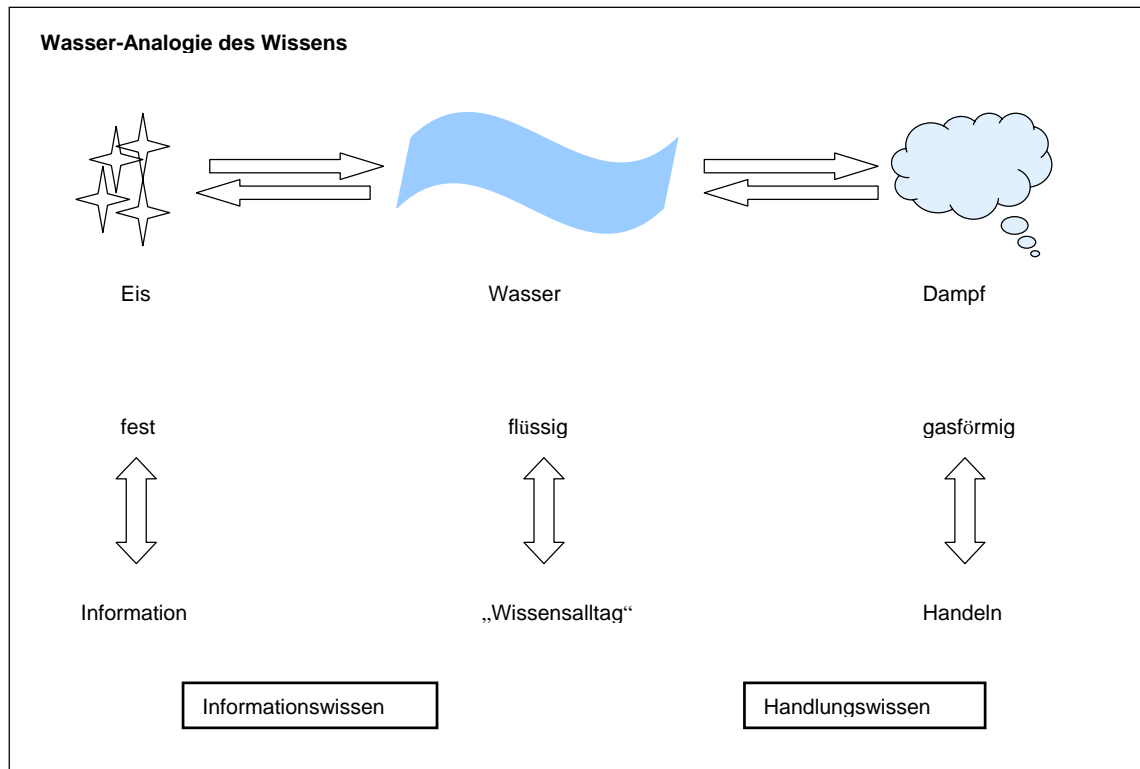 Wasser-Analogie des Wissens
Eis Wasser Dampf
fest flüssig gasförmig
Information „Wissensalltag“ Handeln
Informationswissen Handlungswissen